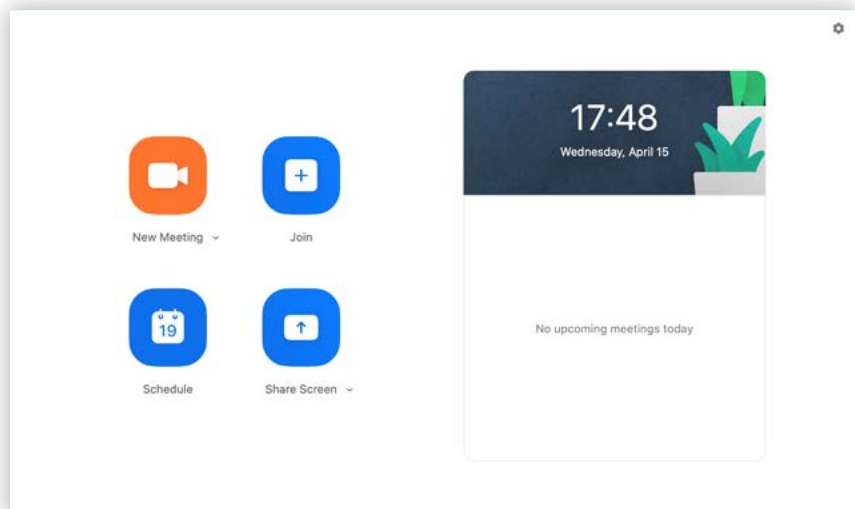 17:48
Wednesday, April 15
New Meeting
Join
19
Schedule
Share Screen
No upcoming meetings today